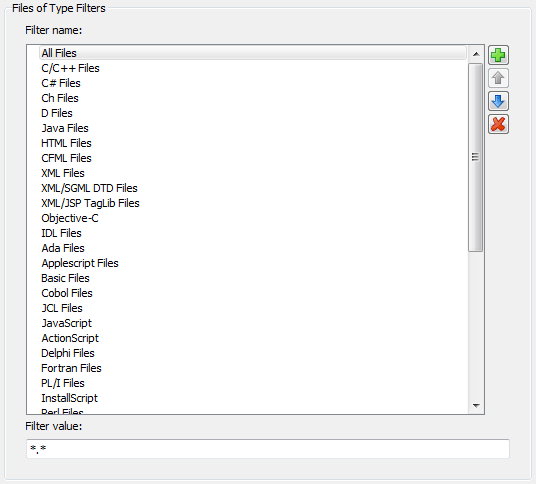 Files of Type Filters
Filter name:
All Files
C/C++ Files
C# Files
Ch Files
D Files
Java Files
HTML Files
CFML Files
XML Files
XML/SGML DTD Files
XML/JSP TagLib Files
Objective-C
IDL Files
Ada Files
Applescript Files
Basic Files
Cobol Files
JCL Files
JavaScript
ActionScript
Delphi Files
Fortran Files
PL/I Files
InstallScript
Perl Files
Filter value:
*.*